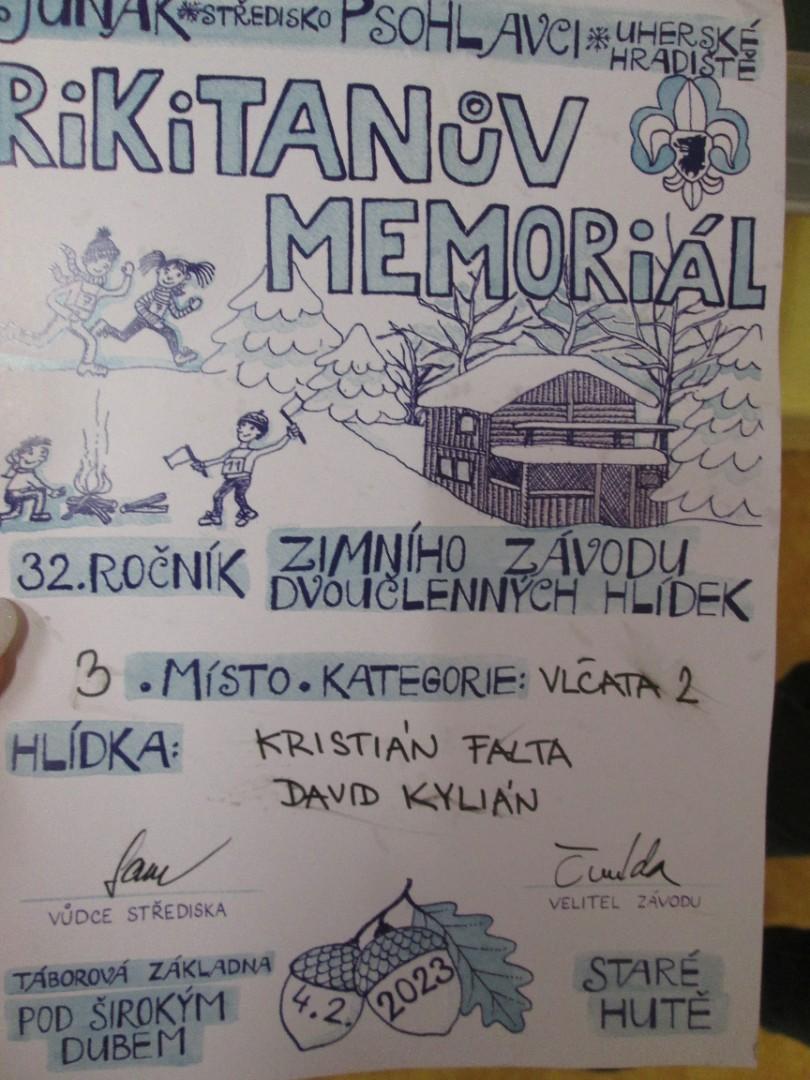 JUNÁK * STŘEDISKO PSOHLAVCI * UHERSKÉ HRADIŠTĚ
RIKITANŮV
MEMORIÁL
11
32. ROČNÍK ZIMNÍHO ZÁVODU
DVOUČLENNÝCH HLÍDEK
3 . MÍSTO . KATEGORIE: VLČATA 2
HLÍDKA: KRISTIÁN FALTA
DAVID KYLIÁN
VŮDCE STŘEDISKA
VELITEL ZÁVODU
TÁBOROVÁ ZÁKLADNA
POD ŠIROKÝM
DUBEM
4.2. 2023
STARÉ
HUTĚ